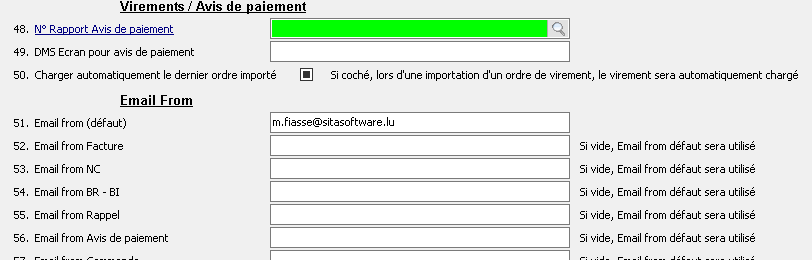 Virements / Avis de paiement
48. N° Rapport Avis de paiement
49. DMS Ecran pour avis de paiement
50. Charger automatiquement le dernier ordre importé Si coché, lors d'une importation d'un ordre de virement, le virement sera automatiquement chargé
Email From
51. Email from (défaut) m.fiasse@sitasoftware.lu
52. Email from Facture Si vide, Email from défaut sera utilisé
53. Email from NC Si vide, Email from défaut sera utilisé
54. Email from BR - BI Si vide, Email from défaut sera utilisé
55. Email from Rappel Si vide, Email from défaut sera utilisé
56. Email from Avis de paiement Si vide, Email from défaut sera utilisé
57. Email from Commande Si vide, Email from défaut sera utilisé